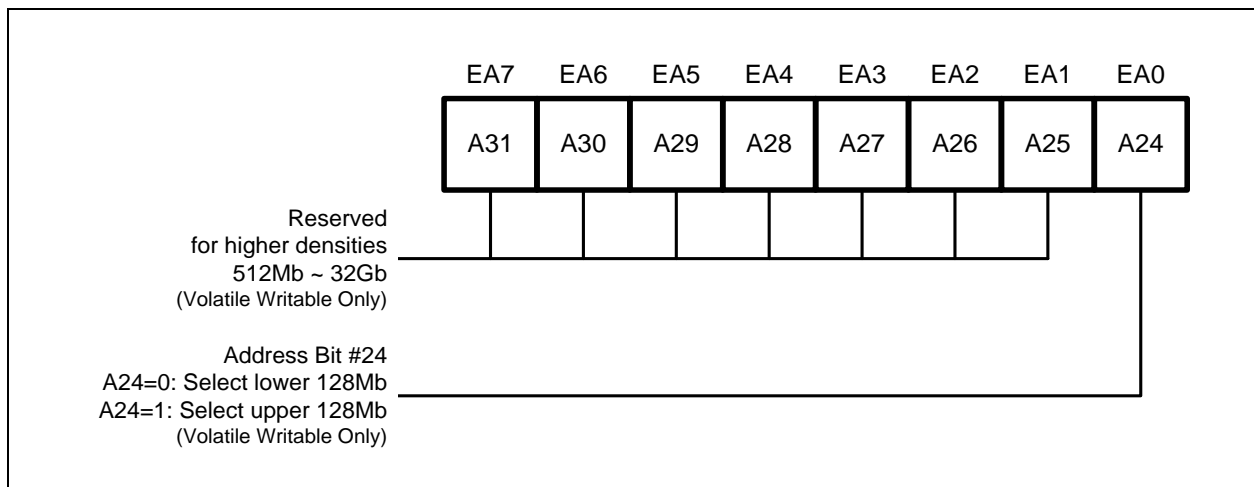 EA7 EA6 EA5 EA4 EA3 EA2 EA1 EA0
A31 A30 A29 A28 A27 A26 A25 A24
Reserved
for higher densities
512Mb ~ 32Gb
(Volatile Writable Only)
Address Bit #24
A24=0: Select lower 128Mb
A24=1: Select upper 128Mb
(Volatile Writable Only)